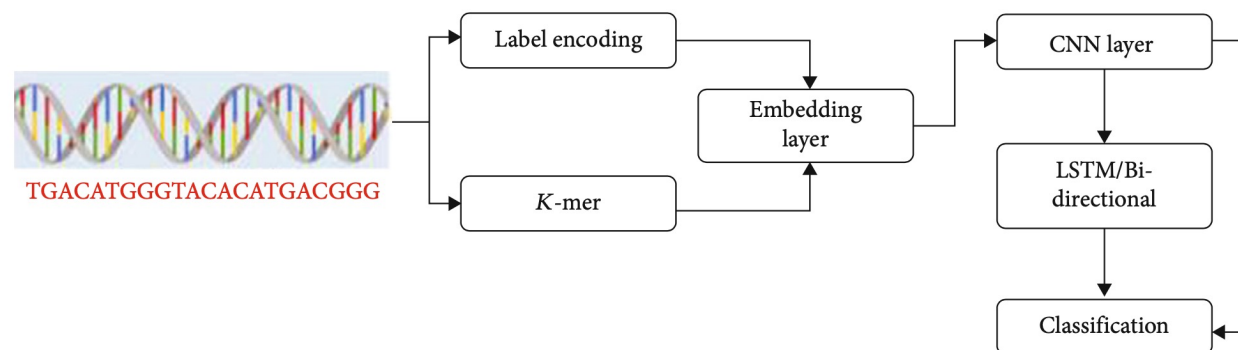 TGACATGGGTACACATGACGGG
Label encoding
K-mer
Embedding
layer
CNN layer
LSTM/Bi-
directional
Classification